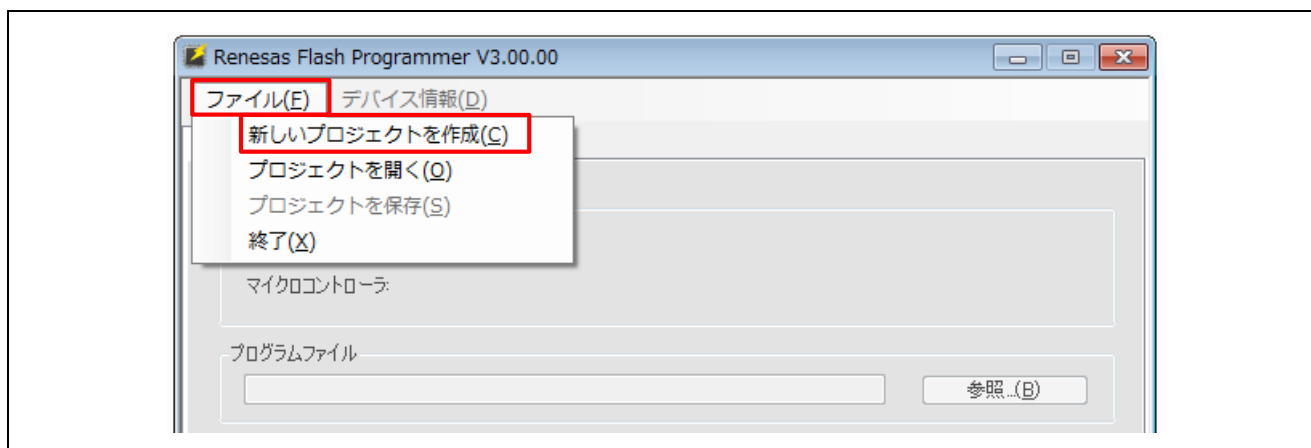 Renesas Flash Programmer V3.00.00
ファイル(F) デバイス情報(D)
新しいプロジェクトを作成(C)
プロジェクトを開く(O)
プロジェクトを保存(S)
終了(X)
マイクロコントローラ:
プログラムファイル
参照...(B)